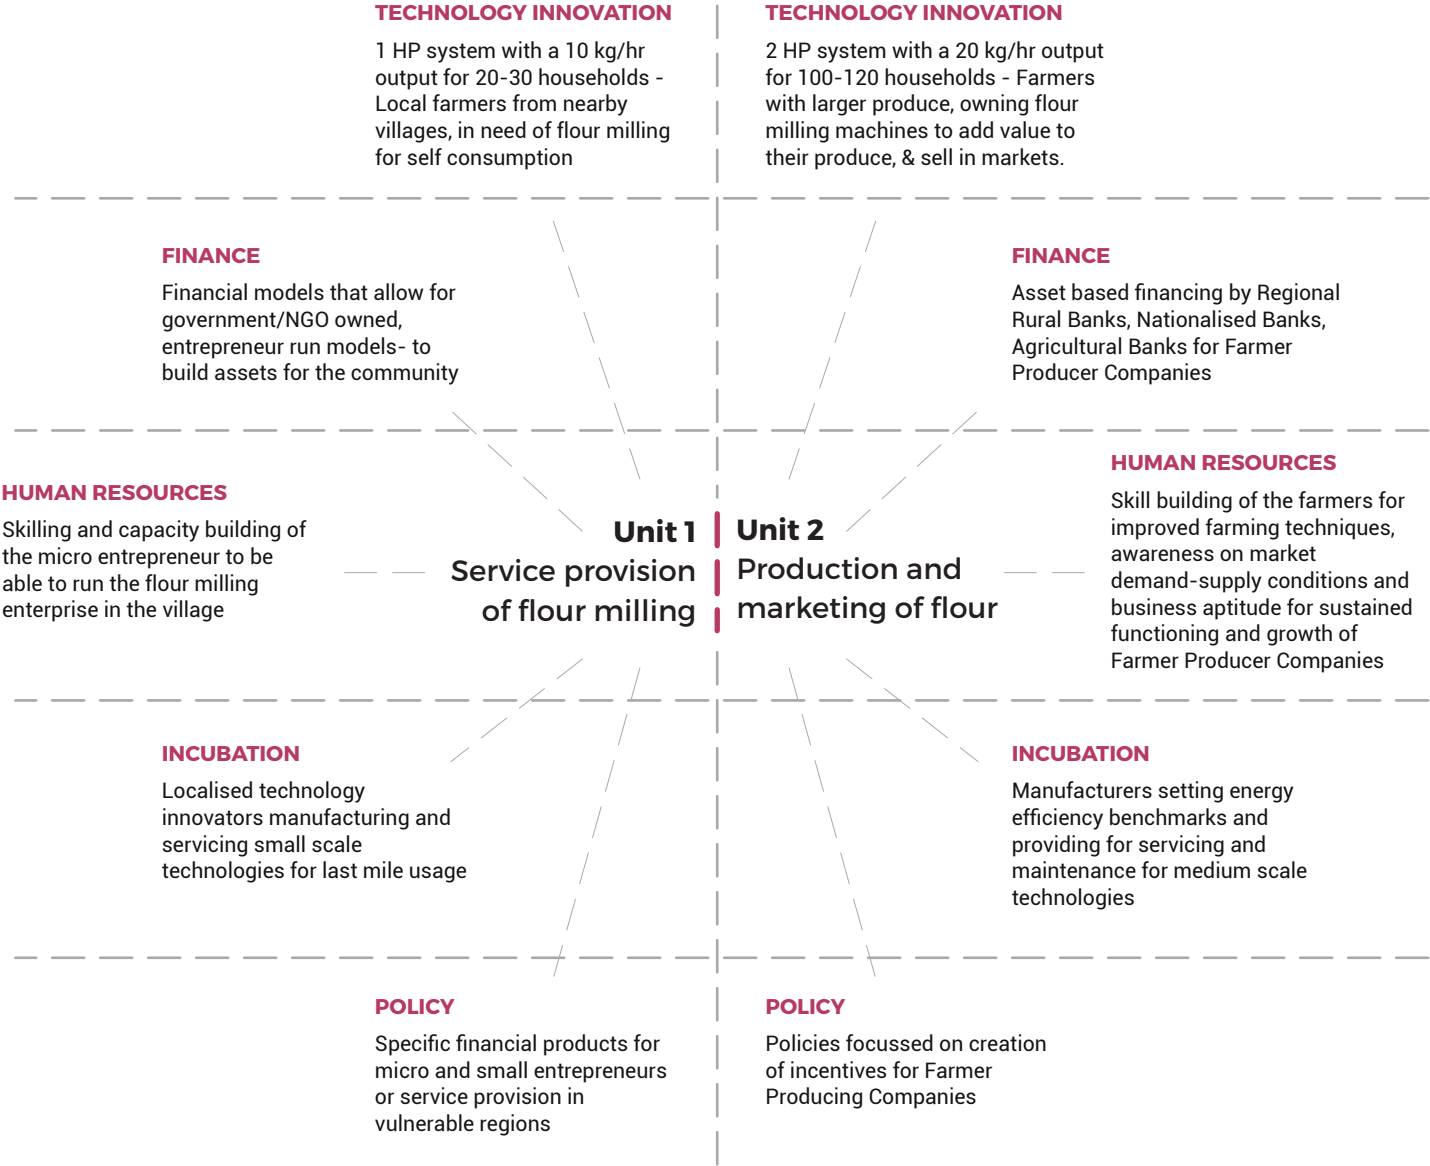 TECHNOLOGY INNOVATION
1 HP system with a 10 kg/hr
output for 20-30 households -
Local farmers from nearby
villages, in need of flour milling
for self consumption
TECHNOLOGY INNOVATION
2 HP system with a 20 kg/hr output
for 100-120 households - Farmers
with larger produce, owning flour
milling machines to add value to
their produce, & sell in markets.
FINANCE
Financial models that allow for
government/NGO owned,
entrepreneur run models- to
build assets for the community
FINANCE
Asset based financing by Regional
Rural Banks, Nationalised Banks,
Agricultural Banks for Farmer
Producer Companies
HUMAN RESOURCES
Skilling and capacity building of
the micro entrepreneur to be
able to run the flour milling
enterprise in the village
Unit 1
Service provision
of flour milling
Unit 2
Production and
marketing of flour
HUMAN RESOURCES
Skill building of the farmers for
improved farming techniques,
awareness on market
demand-supply conditions and
business aptitude for sustained
functioning and growth of
Farmer Producer Companies
INCUBATION
Localised technology
innovators manufacturing and
servicing small scale
technologies for last mile usage
INCUBATION
Manufacturers setting energy
efficiency benchmarks and
providing for servicing and
maintenance for medium scale
technologies
POLICY
Specific financial products for
micro and small entrepreneurs
or service provision in
vulnerable regions
POLICY
Policies focussed on creation
of incentives for Farmer
Producing Companies